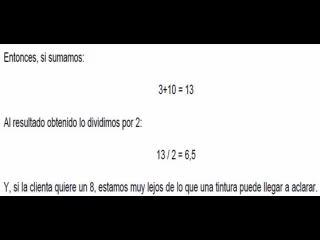 Entonces, si sumamos:
3+10 = 13
Al resultado obtenido lo dividimos por 2:
13 / 2 = 6,5
Y, si la clienta quiere un 8, estamos muy lejos de lo que una tintura puede llegar a aclarar.